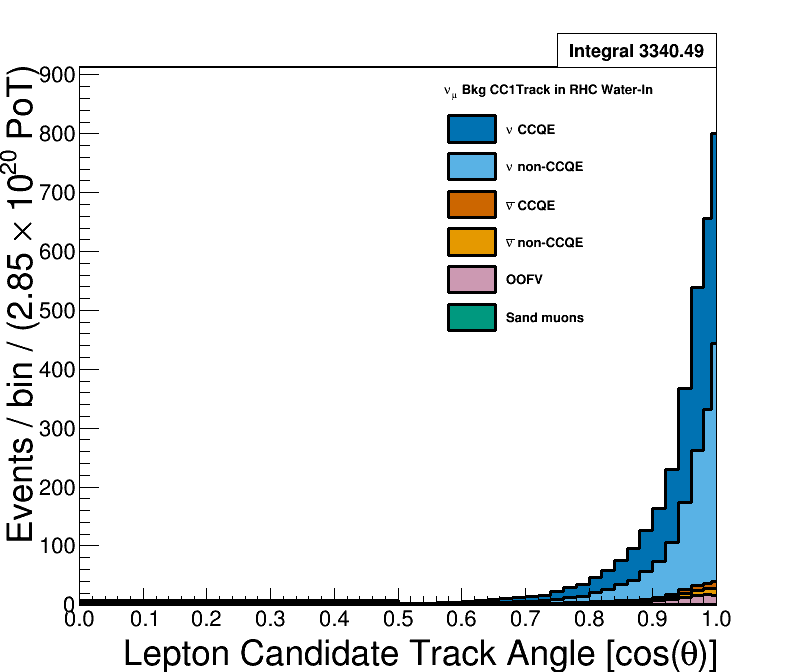 Integral 3340.49
ν_μ Bkg CC1Track in RHC Water-In
ν CCQE
ν non-CCQE
ν̅ CCQE
ν̅ non-CCQE
OOFV
Sand muons
Events / bin / (2.85 × 10²⁰ PoT)
900
800
700
600
500
400
300
200
100
0
0.0 0.1 0.2 0.3 0.4 0.5 0.6 0.7 0.8 0.9 1.0
Lepton Candidate Track Angle [cos(θ)]